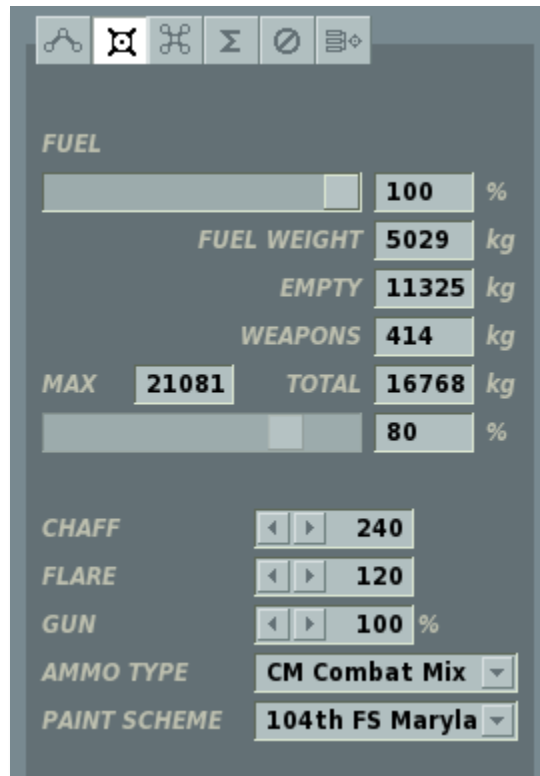 Σ
FUEL
100 %
FUEL WEIGHT 5029 kg
EMPTY 11325 kg
WEAPONS 414 kg
MAX 21081 TOTAL 16768 kg
80 %
CHAFF 240
FLARE 120
GUN 100 %
AMMO TYPE CM Combat Mix
PAINT SCHEME 104th FS Maryla